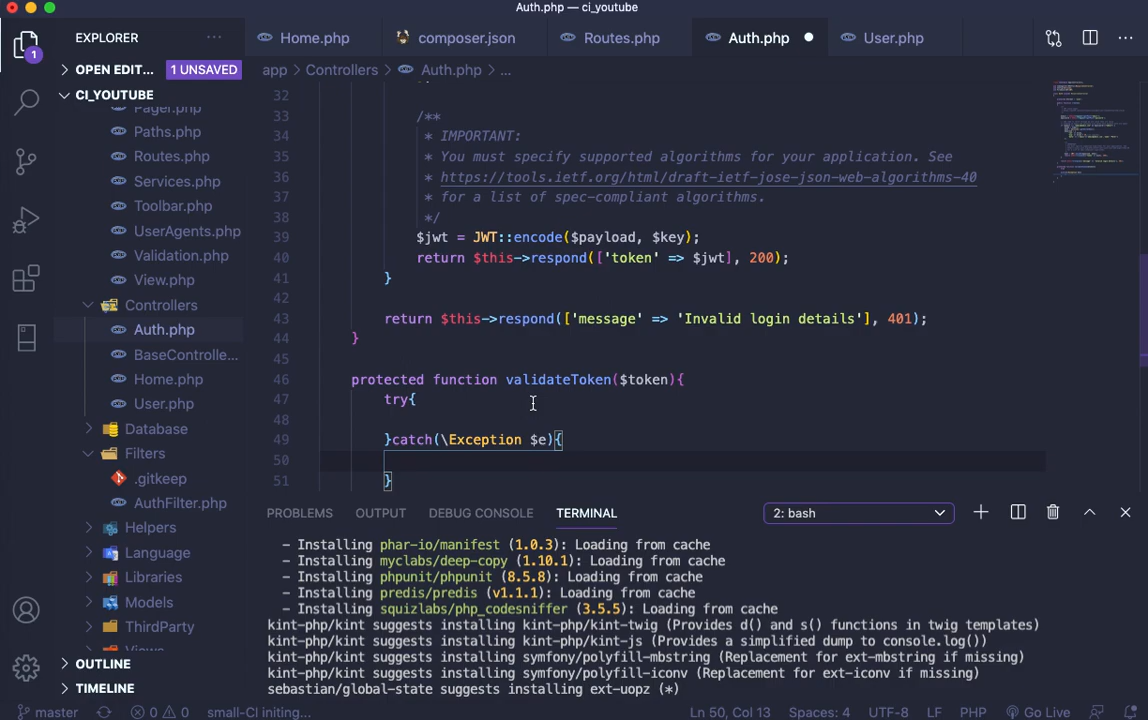 Auth.php — ci_youtube
EXPLORER
Home.php
composer.json
Routes.php
Auth.php
User.php
OPEN EDIT... 1 UNSAVED
app > Controllers > Auth.php > ...
CI_YOUTUBE
Pager.php
Paths.php
Routes.php
Services.php
Toolbar.php
UserAgents.php
Validation.php
View.php
Controllers
Auth.php
BaseControlle...
Home.php
User.php
Database
Filters
.gitkeep
AuthFilter.php
Helpers
Language
Libraries
Models
ThirdParty
OUTLINE
TIMELINE
1
32
33 /**
34 * IMPORTANT:
35 * You must specify supported algorithms for your application. See
36 * https://tools.ietf.org/html/draft-ietf-jose-json-web-algorithms-40
37 * for a list of spec-compliant algorithms.
38 */
39 $jwt = JWT::encode($payload, $key);
40 return $this->respond(['token' => $jwt], 200);
41 }
42
43 return $this->respond(['message' => 'Invalid login details'], 401);
44 }
45
46 protected function validateToken($token){
47 try{
48
49 }catch(\Exception $e){
50
51 }
PROBLEMS OUTPUT DEBUG CONSOLE TERMINAL 2: bash
- Installing phar-io/manifest (1.0.3): Loading from cache
- Installing myclabs/deep-copy (1.10.1): Loading from cache
- Installing phpunit/phpunit (8.5.8): Loading from cache
- Installing predis/predis (v1.1.1): Loading from cache
- Installing squizlabs/php_codesniffer (3.5.5): Loading from cache
kint-php/kint suggests installing kint-php/kint-twig (Provides d() and s() functions in twig templates)
kint-php/kint suggests installing kint-php/kint-js (Provides a simplified dump to console.log())
kint-php/kint suggests installing symfony/polyfill-mbstring (Replacement for ext-mbstring if missing)
kint-php/kint suggests installing symfony/polyfill-iconv (Replacement for ext-iconv if missing)
sebastian/global-state suggests installing ext-uopz (*)
master 0 0 small-CI initing... Ln 50, Col 13 Spaces: 4 UTF-8 LF PHP Go Live